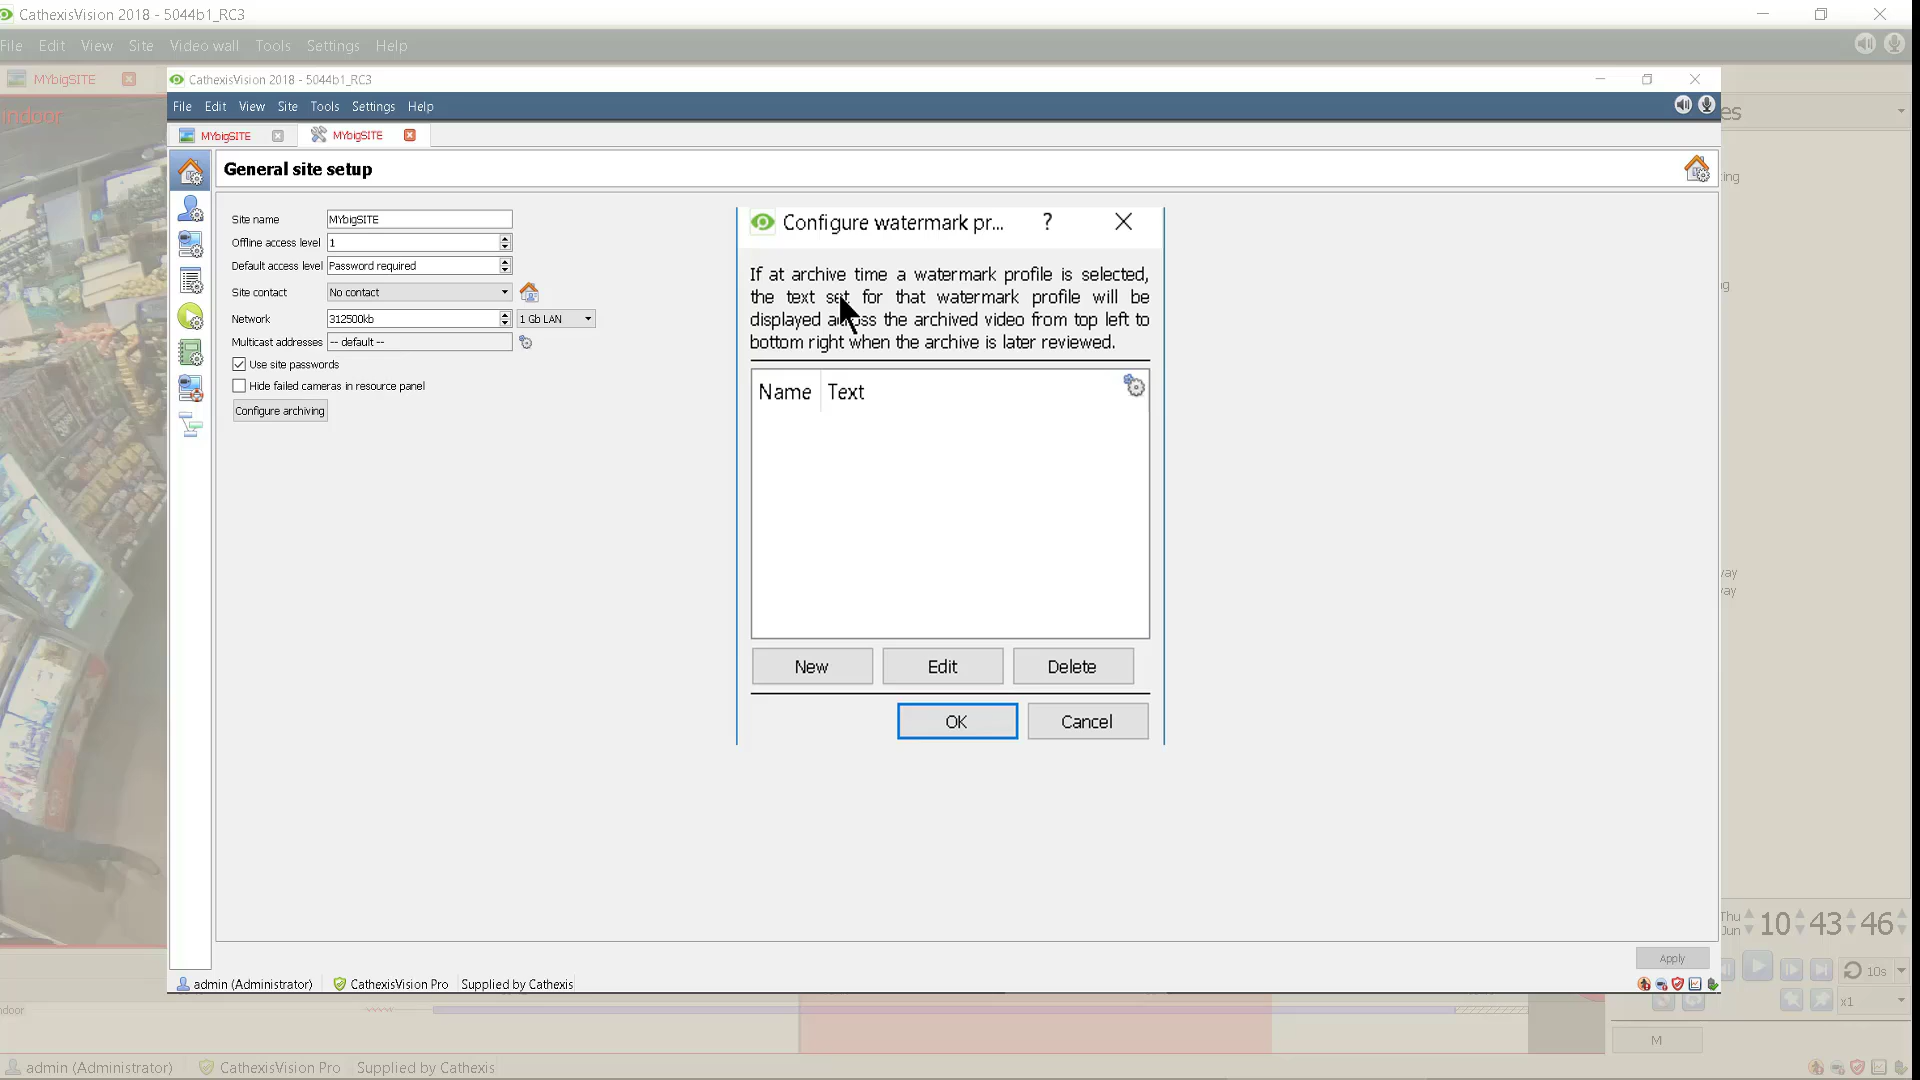 CathexisVision 2018 - 5044b1_RC3
File Edit View Site Video wall Tools Settings Help
MYbigSITE
indoor
CathexisVision 2018 - 5044b1_RC3
File Edit View Site Tools Settings Help
MYbigSITE MYbigSITE
General site setup
Site name MYbigSITE
Offline access level 1
Default access level Password required
Site contact No contact
Network 312500kb 1 Gb LAN
Multicast addresses -- default --
Use site passwords
Hide failed cameras in resource panel
Configure archiving
Configure watermark pr... ?
If at archive time a watermark profile is selected,
the text set for that watermark profile will be
displayed across the archived video from top left to
bottom right when the archive is later reviewed.
Name Text
New Edit Delete
OK Cancel
Apply
admin (Administrator) CathexisVision Pro Supplied by Cathexis
Thu
Jun
10 43 46
10s
x1
M
admin (Administrator) CathexisVision Pro Supplied by Cathexis